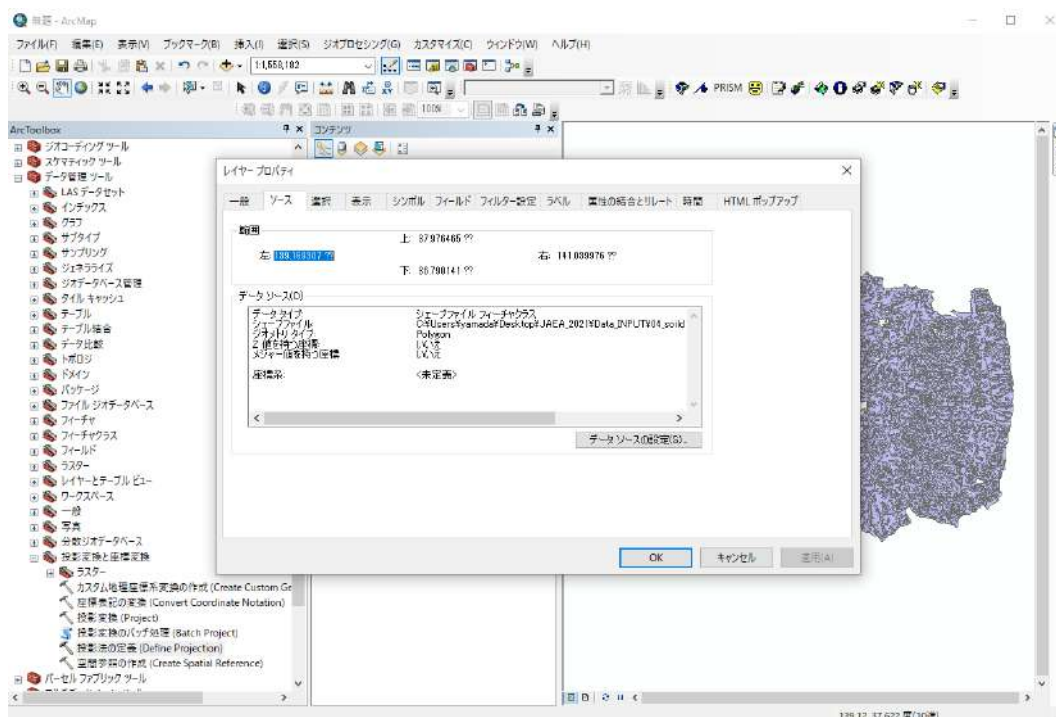 無題 - ArcMap
ファイル(F) 編集(E) 表示(V) ブックマーク(B) 挿入(I) 選択(S) ジオプロセシング(G) カスタマイズ(C) ウィンドウ(W) ヘルプ(H)
1:1,558,182
PRISM
100%
ArcToolbox
コンテンツ
ジオコーディング ツール
スケマティック ツール
データ管理 ツール
LAS データセット
インデックス
グラフ
サブタイプ
サンプリング
ジェネライズ
ジオデータベース管理
タイル キャッシュ
テーブル
テーブル結合
データ比較
トポロジ
ドメイン
パッケージ
ファイル ジオデータベース
フィーチャ
フィーチャクラス
フィールド
ラスター
レイヤーとテーブル ビュー
ワークスペース
一般
写真
分散ジオデータベース
投影変換と座標変換
ラスター
カスタム地理座標系変換の作成 (Create Custom Ge
座標表記の変換 (Convert Coordinate Notation)
投影変換 (Project)
投影変換のバッチ処理 (Batch Project)
投影法の定義 (Define Projection)
空間参照の作成 (Create Spatial Reference)
パーセル ファブリック ツール
レイヤー プロパティ
一般 ソース 選択 表示 シンボル フィールド フィルター設定 ラベル 属性の結合とリレート 時間 HTML ポップアップ
範囲
上: 37.976465 ??
左: 139.169307 ??
右: 141.039976 ??
下: 36.790141 ??
データ ソース(D)
データ タイプ: シェープファイル フィーチャクラス
シェープファイル: C:¥Users¥yamada¥Desktop¥JAEA_2021¥Data_INPUT¥04_soild
ジオメトリ タイプ: Polygon
Z 値を持つ座標: いいえ
メジャー値を持つ座標: いいえ
座標系: <未定義>
データ ソースの設定(S)...
OK キャンセル 適用(A)
139.12 37.622 度(10進)